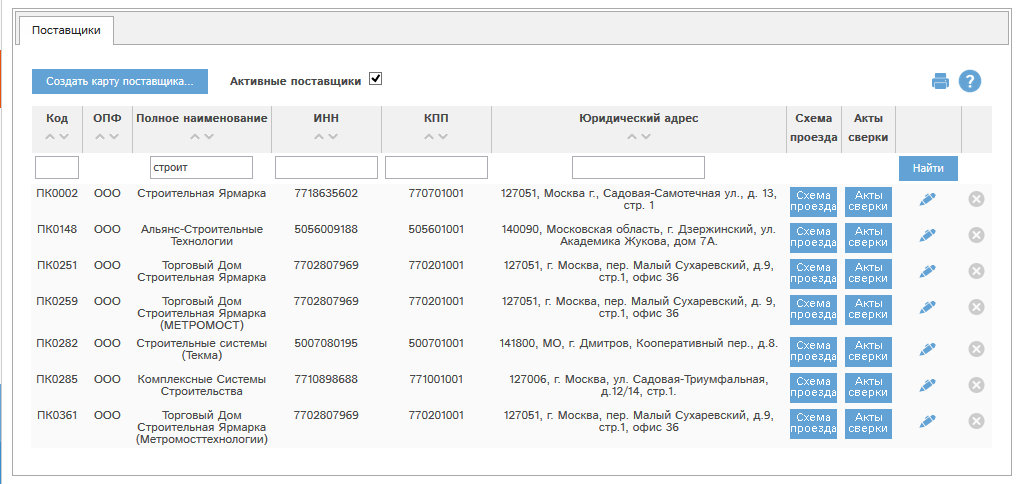 Поставщики
Создать карту поставщика...
Активные поставщики
?
Код ОПФ Полное наименование ИНН КПП Юридический адрес Схема проезда Акты сверки
строит
Найти
ПК0002 ООО Строительная Ярмарка 7718635602 770701001 127051, Москва г., Садовая-Самотечная ул., д. 13,
стр. 1
Схема
проезда
Акты
сверки
ПК0148 ООО Альянс-Строительные
Технологии
5056009188 505601001 140090, Московская область, г. Дзержинский, ул.
Академика Жукова, дом 7А.
Схема
проезда
Акты
сверки
ПК0251 ООО Торговый Дом
Строительная Ярмарка
7702807969 770201001 127051, г. Москва, пер. Малый Сухаревский, д.9,
стр.1, офис 36
Схема
проезда
Акты
сверки
ПК0259 ООО Торговый Дом
Строительная Ярмарка
(МЕТРОМОСТ)
7702807969 770201001 127051, г. Москва, пер. Малый Сухаревский, д. 9,
стр.1, офис 36
Схема
проезда
Акты
сверки
ПК0282 ООО Строительные системы
(Текма)
5007080195 500701001 141800, МО, г. Дмитров, Кооперативный пер., д.8.
Схема
проезда
Акты
сверки
ПК0285 ООО Комплексные Системы
Строительства
7710898688 771001001 127006, г. Москва, ул. Садовая-Триумфальная,
д.12/14, стр.1.
Схема
проезда
Акты
сверки
ПК0361 ООО Торговый Дом
Строительная Ярмарка
(Метромосттехнологии)
7702807969 770201001 127051, г. Москва, пер. Малый Сухаревский, д.9,
стр.1, офис 36
Схема
проезда
Акты
сверки